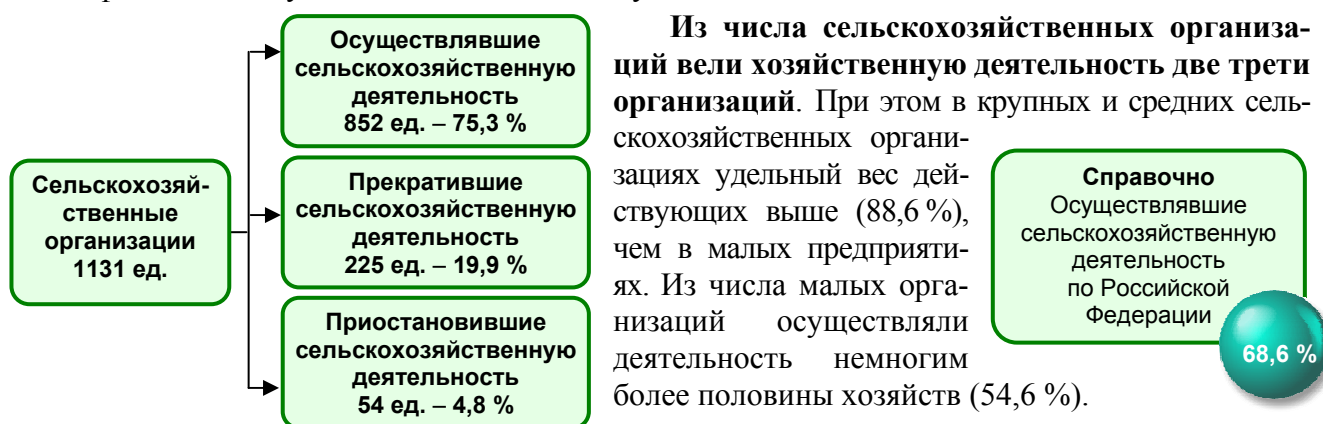 Сельскохозяй-
ственные
организации
1131 ед.
Осуществлявшие
сельскохозяйственную
деятельность
852 ед. – 75,3 %
Прекратившие
сельскохозяйственную
деятельность
225 ед. – 19,9 %
Приостановившие
сельскохозяйственную
деятельность
54 ед. – 4,8 %
Из числа сельскохозяйственных организа-
ций вели хозяйственную деятельность две трети
организаций. При этом в крупных и средних сель-
скохозяйственных органи-
зациях удельный вес дей-
ствующих выше (88,6 %),
чем в малых предприяти-
ях. Из числа малых орга-
низаций осуществляли
деятельность немногим
более половины хозяйств (54,6 %).
Справочно
Осуществлявшие
сельскохозяйственную
деятельность
по Российской
Федерации
68,6 %